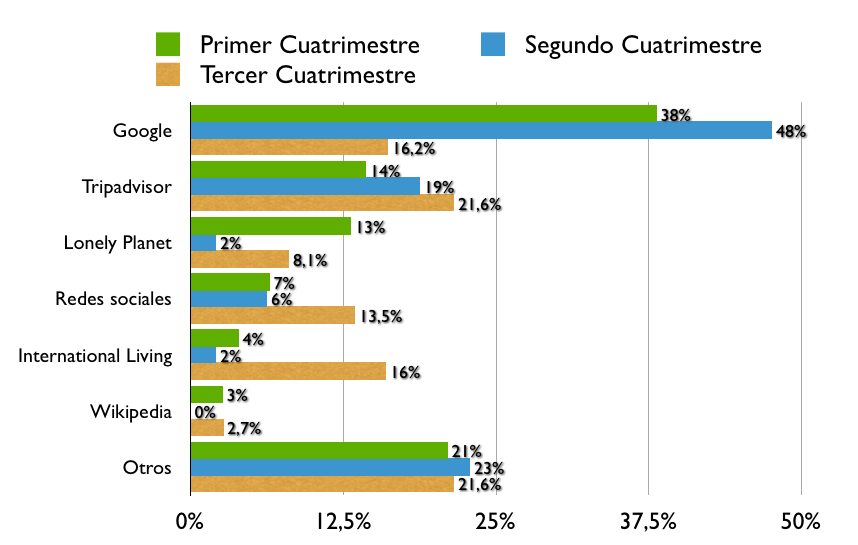 Primer Cuatrimestre
Segundo Cuatrimestre
Tercer Cuatrimestre
Google
38%
48%
16,2%
Tripadvisor
14%
19%
21,6%
Lonely Planet
13%
2%
8,1%
Redes sociales
7%
6%
13,5%
International Living
4%
2%
16%
Wikipedia
3%
0%
2,7%
Otros
21%
23%
21,6%
0%
12,5%
25%
37,5%
50%